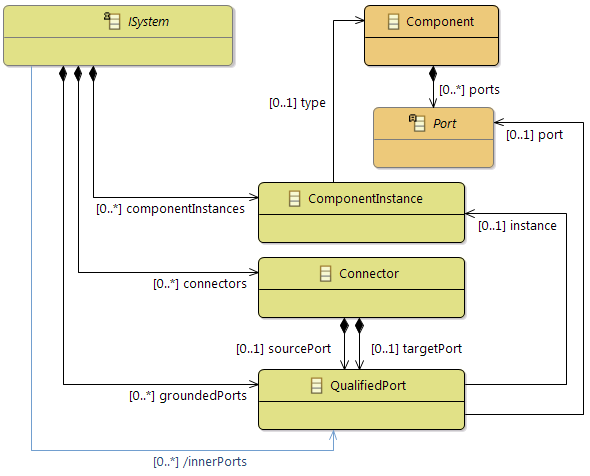 ISystem
Component
[0..*] ports
[0..1] type
Port
[0..1] port
ComponentInstance
[0..*] componentInstances
[0..1] instance
Connector
[0..*] connectors
[0..1] sourcePort
[0..1] targetPort
QualifiedPort
[0..*] groundedPorts
[0..*] /innerPorts